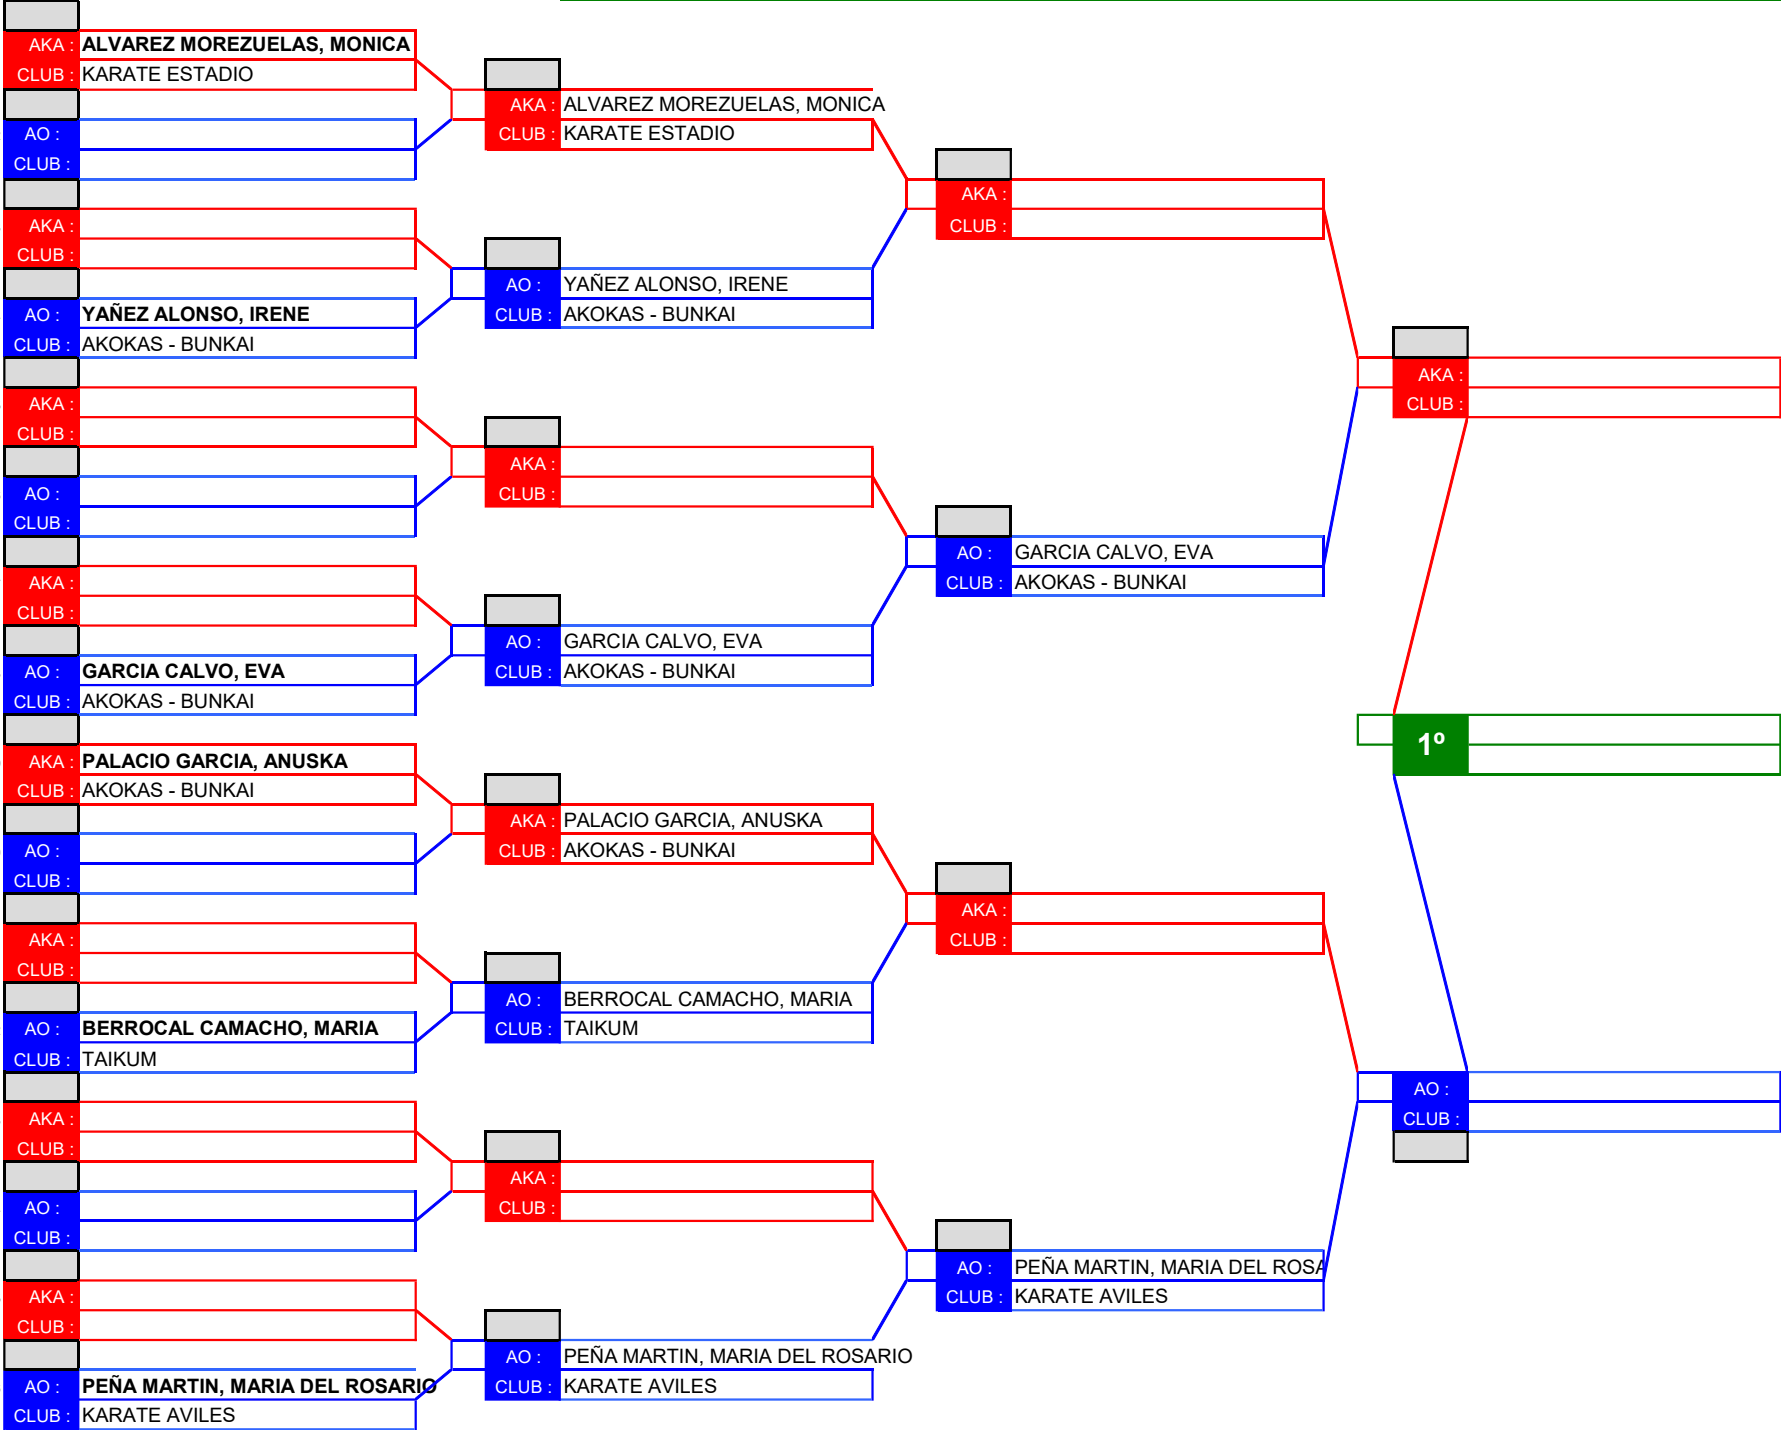 AKA : ALVAREZ MOREZUELAS, MONICA
CLUB : KARATE ESTADIO
AO :
CLUB :
AKA :
CLUB :
AO : YAÑEZ ALONSO, IRENE
CLUB : AKOKAS - BUNKAI
AKA :
CLUB :
AO :
CLUB :
AKA :
CLUB :
AO : GARCIA CALVO, EVA
CLUB : AKOKAS - BUNKAI
AKA : PALACIO GARCIA, ANUSKA
CLUB : AKOKAS - BUNKAI
AO :
CLUB :
AKA :
CLUB :
AO : BERROCAL CAMACHO, MARIA
CLUB : TAIKUM
AKA :
CLUB :
AO :
CLUB :
AKA :
CLUB :
AO : PEÑA MARTIN, MARIA DEL ROSARIO
CLUB : KARATE AVILES
AKA : ALVAREZ MOREZUELAS, MONICA
CLUB : KARATE ESTADIO
AO : YAÑEZ ALONSO, IRENE
CLUB : AKOKAS - BUNKAI
AKA :
CLUB :
AO : GARCIA CALVO, EVA
CLUB : AKOKAS - BUNKAI
AKA : PALACIO GARCIA, ANUSKA
CLUB : AKOKAS - BUNKAI
AO : BERROCAL CAMACHO, MARIA
CLUB : TAIKUM
AKA :
CLUB :
AO : PEÑA MARTIN, MARIA DEL ROSARIO
CLUB : KARATE AVILES
AKA :
CLUB :
AO : GARCIA CALVO, EVA
CLUB : AKOKAS - BUNKAI
AKA :
CLUB :
AO : PEÑA MARTIN, MARIA DEL ROSA
CLUB : KARATE AVILES
AKA :
CLUB :
1º
AO :
CLUB :